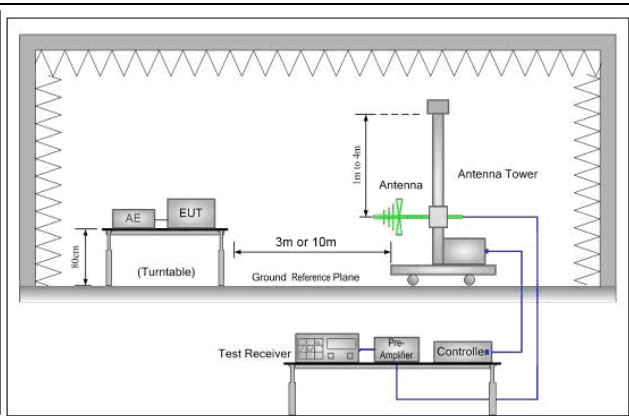 1m to 4m
Antenna
Antenna Tower
AE
EUT
80cm
(Turntable)
3m or 10m
Ground Reference Plane
Test Receiver
Pre-
Amplifier
Controller